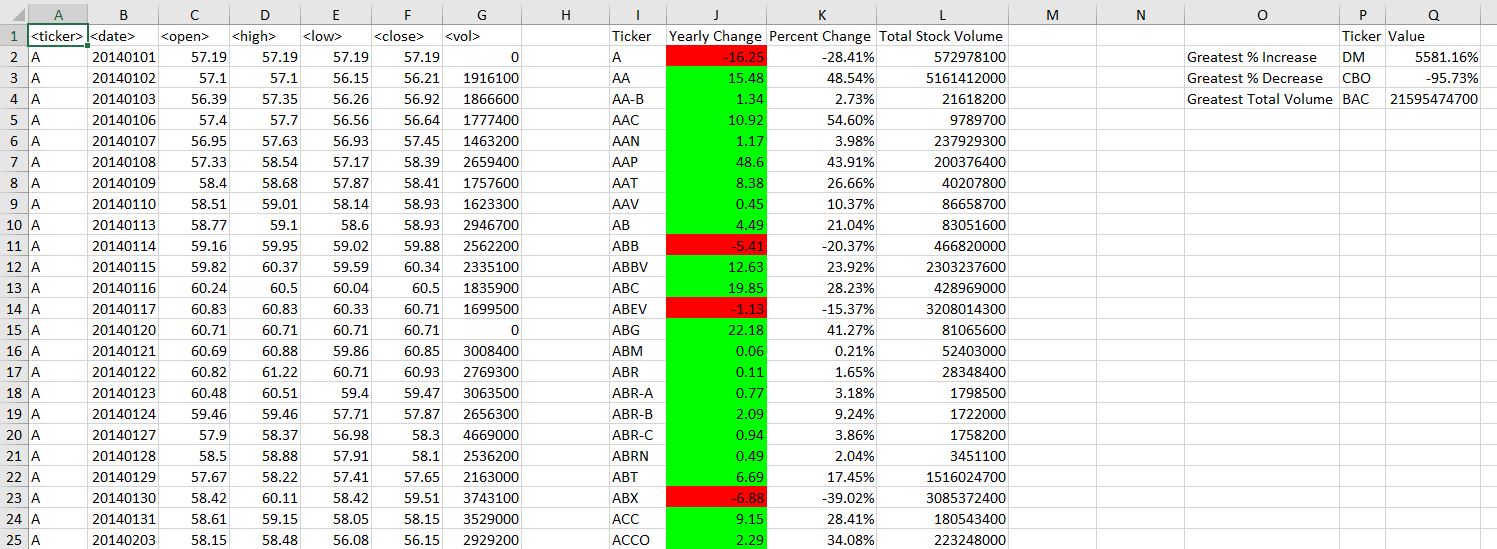 A B C D E F G H I J K L M N O P Q
1 <ticker> <date> <open> <high> <low> <close> <vol> Ticker Yearly Change Percent Change Total Stock Volume Ticker Value
2 A 20140101 57.19 57.19 57.19 57.19 0 A -16.25 -28.41% 572978100 Greatest % Increase DM 5581.16%
3 A 20140102 57.1 57.1 56.15 56.21 1916100 AA 15.48 48.54% 5161412000 Greatest % Decrease CBO -95.73%
4 A 20140103 56.39 57.35 56.26 56.92 1866600 AA-B 1.34 2.73% 21618200 Greatest Total Volume BAC 21595474700
5 A 20140106 57.4 57.7 56.56 56.64 1777400 AAC 10.92 54.60% 9789700
6 A 20140107 56.95 57.63 56.93 57.45 1463200 AAN 1.17 3.98% 237929300
7 A 20140108 57.33 58.54 57.17 58.39 2659400 AAP 48.6 43.91% 200376400
8 A 20140109 58.4 58.68 57.87 58.41 1757600 AAT 8.38 26.66% 40207800
9 A 20140110 58.51 59.01 58.14 58.93 1623300 AAV 0.45 10.37% 86658700
10 A 20140113 58.77 59.1 58.6 58.93 2946700 AB 4.49 21.04% 83051600
11 A 20140114 59.16 59.95 59.02 59.88 2562200 ABB -5.41 -20.37% 466820000
12 A 20140115 59.82 60.37 59.59 60.34 2335100 ABBV 12.63 23.92% 2303237600
13 A 20140116 60.24 60.5 60.04 60.5 1835900 ABC 19.85 28.23% 428969000
14 A 20140117 60.83 60.83 60.33 60.71 1699500 ABEV -1.13 -15.37% 3208014300
15 A 20140120 60.71 60.71 60.71 60.71 0 ABG 22.18 41.27% 81065600
16 A 20140121 60.69 60.88 59.86 60.85 3008400 ABM 0.06 0.21% 52403000
17 A 20140122 60.82 61.22 60.71 60.93 2769300 ABR 0.11 1.65% 28348400
18 A 20140123 60.48 60.51 59.4 59.47 3063500 ABR-A 0.77 3.18% 1798500
19 A 20140124 59.46 59.46 57.71 57.87 2656300 ABR-B 2.09 9.24% 1722000
20 A 20140127 57.9 58.37 56.98 58.3 4669000 ABR-C 0.94 3.86% 1758200
21 A 20140128 58.5 58.88 57.91 58.1 2536200 ABRN 0.49 2.04% 3451100
22 A 20140129 57.67 58.22 57.41 57.65 2163000 ABT 6.69 17.45% 1516024700
23 A 20140130 58.42 60.11 58.42 59.51 3743100 ABX -6.88 -39.02% 3085372400
24 A 20140131 58.61 59.15 58.05 58.15 3529000 ACC 9.15 28.41% 180543400
25 A 20140203 58.15 58.48 56.08 56.15 2929200 ACCO 2.29 34.08% 223248000